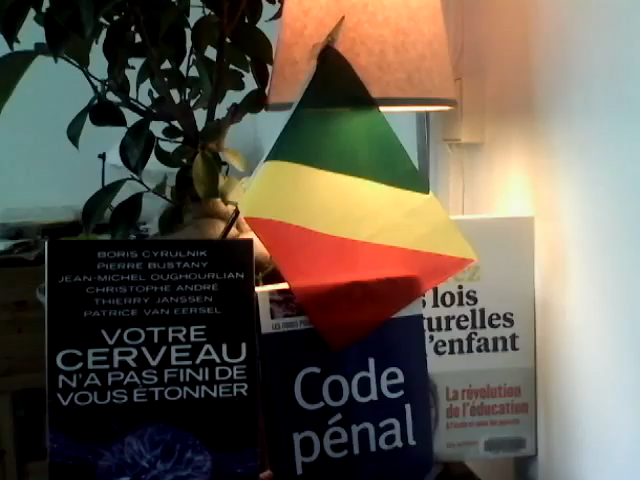 BORIS CYRULNIK
PIERRE BUSTANY
JEAN-MICHEL OUGHOURLIAN
CHRISTOPHE ANDRÉ
THIERRY JANSSEN
PATRICE VAN EERSEL
VOTRE
CERVEAU
N'A PAS FINI DE
VOUS ÉTONNER
Code
pénal
s lois
turelles
l'enfant
La révolution
de l'éducation